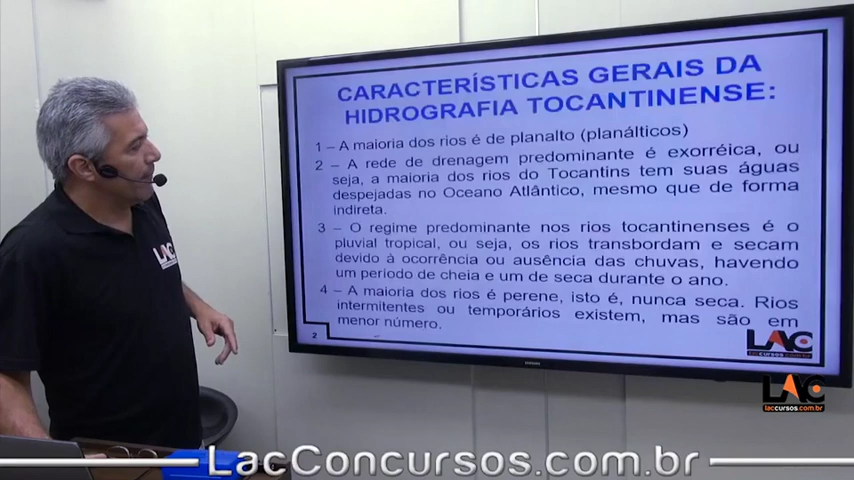 CARACTERÍSTICAS GERAIS DA
HIDROGRAFIA TOCANTINENSE:
1 – A maioria dos rios é de planalto (planálticos)
2 – A rede de drenagem predominante é exorréica, ou
seja, a maioria dos rios do Tocantins tem suas águas
despejadas no Oceano Atlântico, mesmo que de forma
indireta.
3 – O regime predominante nos rios tocantinenses é o
pluvial tropical, ou seja, os rios transbordam e secam
devido à ocorrência ou ausência das chuvas, havendo
um período de cheia e um de seca durante o ano.
4 – A maioria dos rios é perene, isto é, nunca seca. Rios
intermitentes ou temporários existem, mas são em
menor número.
2
LAC
laccursos.com.br
LAC
LAC
laccursos.com.br
LacConcursos.com.br